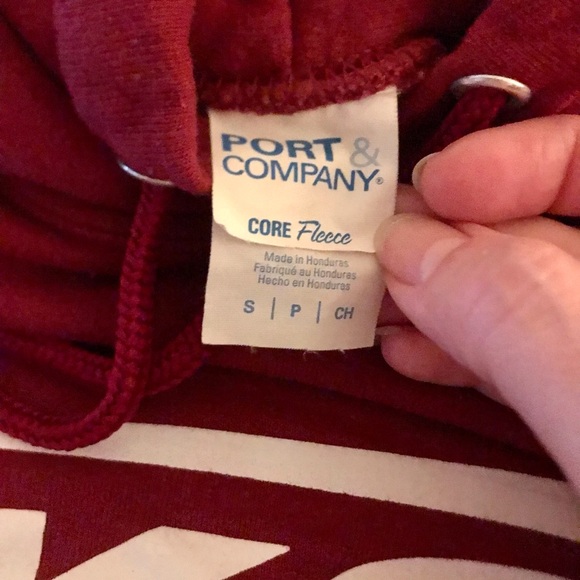 PORT &
COMPANY®
CORE Fleece
Made in Honduras
Fabriqué au Honduras
Hecho en Honduras
S | P | CH